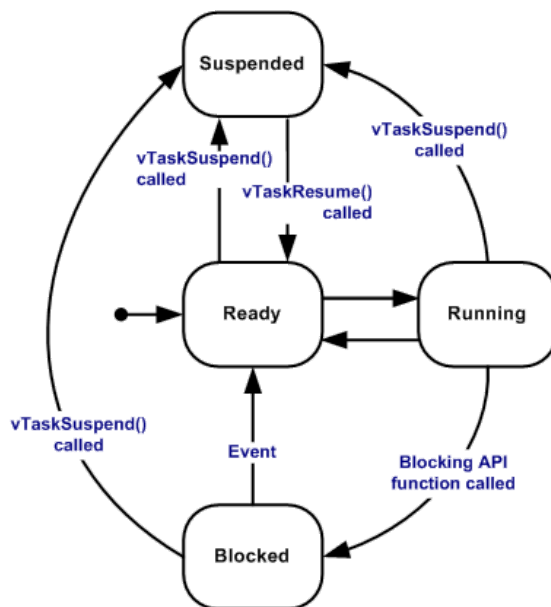 Suspended
vTaskSuspend()
called
vTaskSuspend()
called
vTaskResume()
called
Ready
Running
vTaskSuspend()
called
Event
Blocking API
function called
Blocked